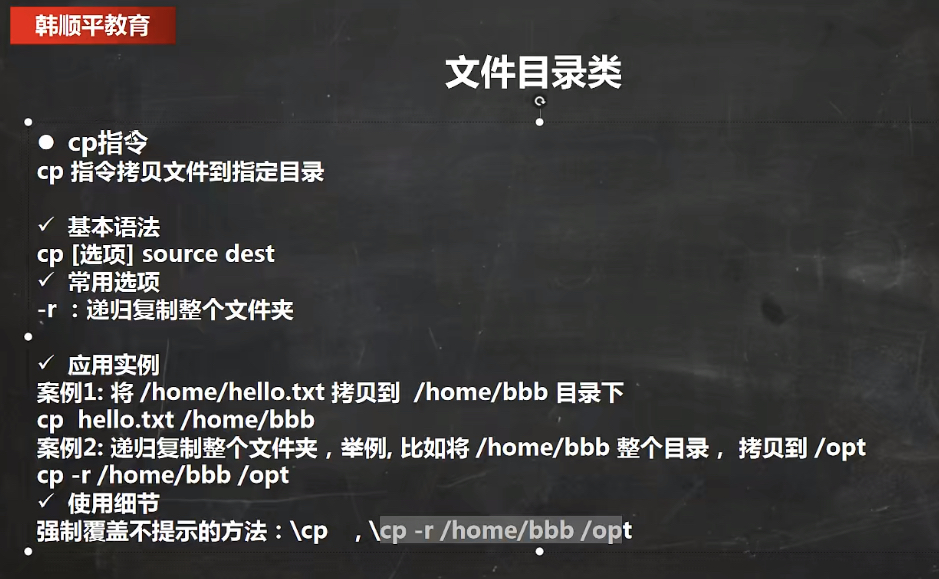 韩顺平教育
文件目录类
● cp指令
cp 指令拷贝文件到指定目录
✓ 基本语法
cp [选项] source dest
✓ 常用选项
-r ：递归复制整个文件夹
✓ 应用实例
案例1: 将 /home/hello.txt 拷贝到 /home/bbb 目录下
cp hello.txt /home/bbb
案例2: 递归复制整个文件夹，举例, 比如将 /home/bbb 整个目录， 拷贝到 /opt
cp -r /home/bbb /opt
✓ 使用细节
强制覆盖不提示的方法：\cp ，\cp -r /home/bbb /opt